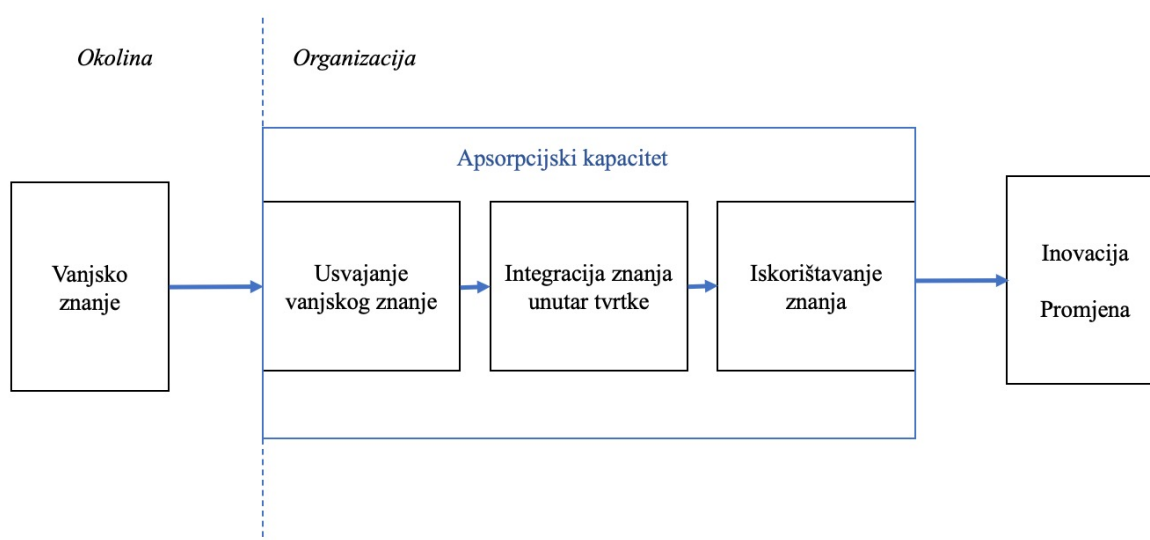 Okolina
Organizacija
Apsorpcijski kapacitet
Vanjsko
znanje
Usvajanje
vanjskog znanje
Integracija znanja
unutar tvrtke
Iskorištavanje
znanja
Inovacija
Promjena